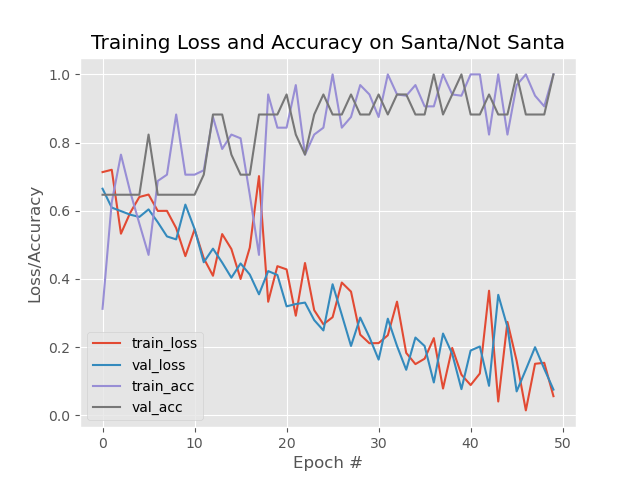 Training Loss and Accuracy on Santa/Not Santa
1.0
0.8
0.6
0.4
0.2
0.0
Loss/Accuracy
train_loss
val_loss
train_acc
val_acc
0 10 20 30 40 50
Epoch #